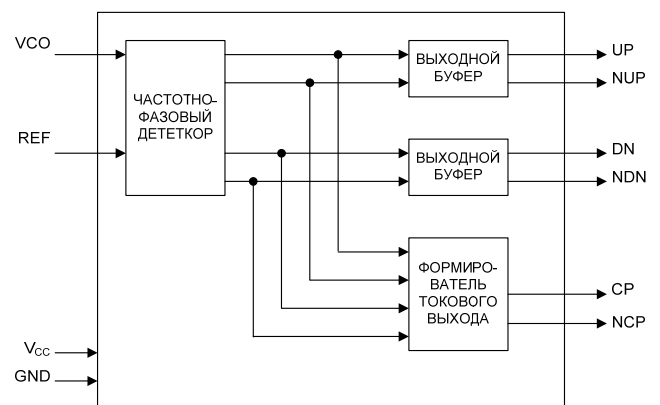 VCO
REF
VCC
GND
ЧАСТОТНО-
ФАЗОВЫЙ
ДЕТЕТКОР
ВЫХОДНОЙ
БУФЕР
UP
NUP
ВЫХОДНОЙ
БУФЕР
DN
NDN
ФОРМИРО-
ВАТЕЛЬ
ТОКОВОГО
ВЫХОДА
CP
NCP